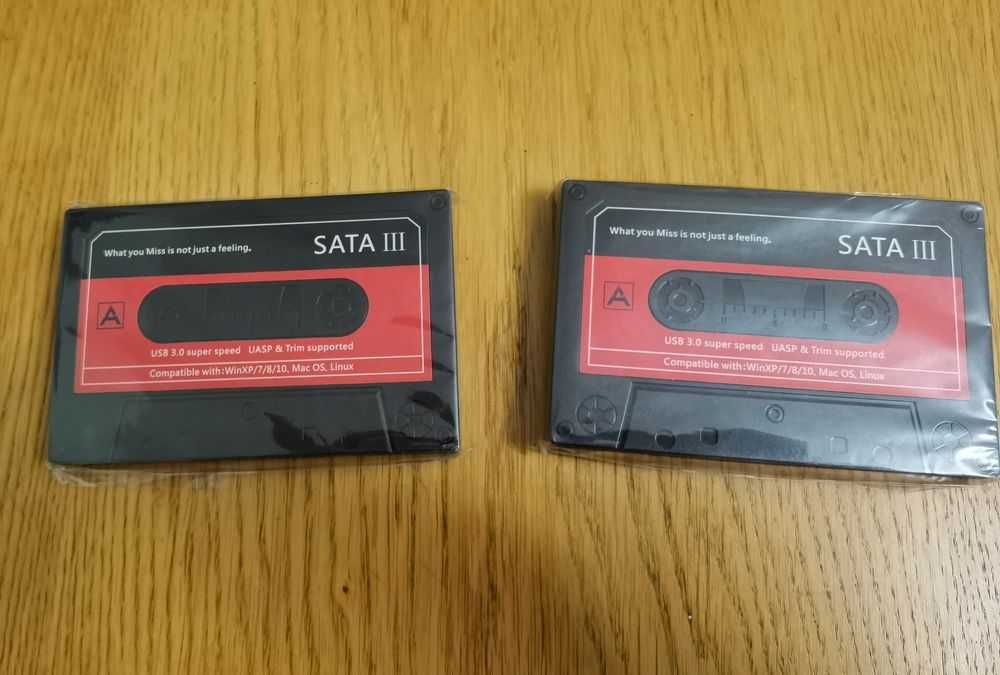 What you Miss is not just a feeling.
SATA III
A
USB 3.0 super speed UASP & Trim supported
Compatible with:WinXP/7/8/10, Mac OS, Linux
What you Miss is not just a feeling.
SATA III
A
USB 3.0 super speed UASP & Trim supported
Compatible with:WinXP/7/8/10, Mac OS, Linux